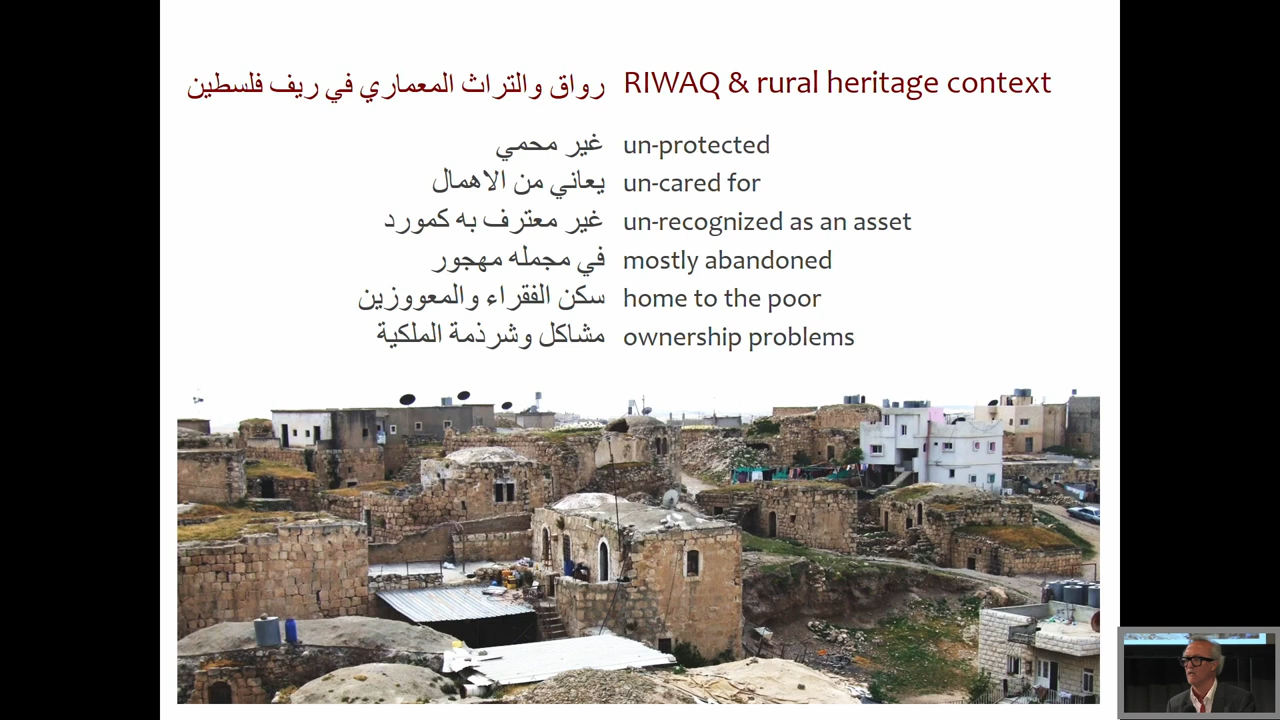 رواق والتراث المعماري في ريف فلسطين RIWAQ & rural heritage context
غير محمي un-protected
يعاني من الاهمال un-cared for
غير معترف به كمورد un-recognized as an asset
في مجمله مهجور mostly abandoned
سكن الفقراء والمعووزين home to the poor
مشاكل وشرذمة الملكية ownership problems